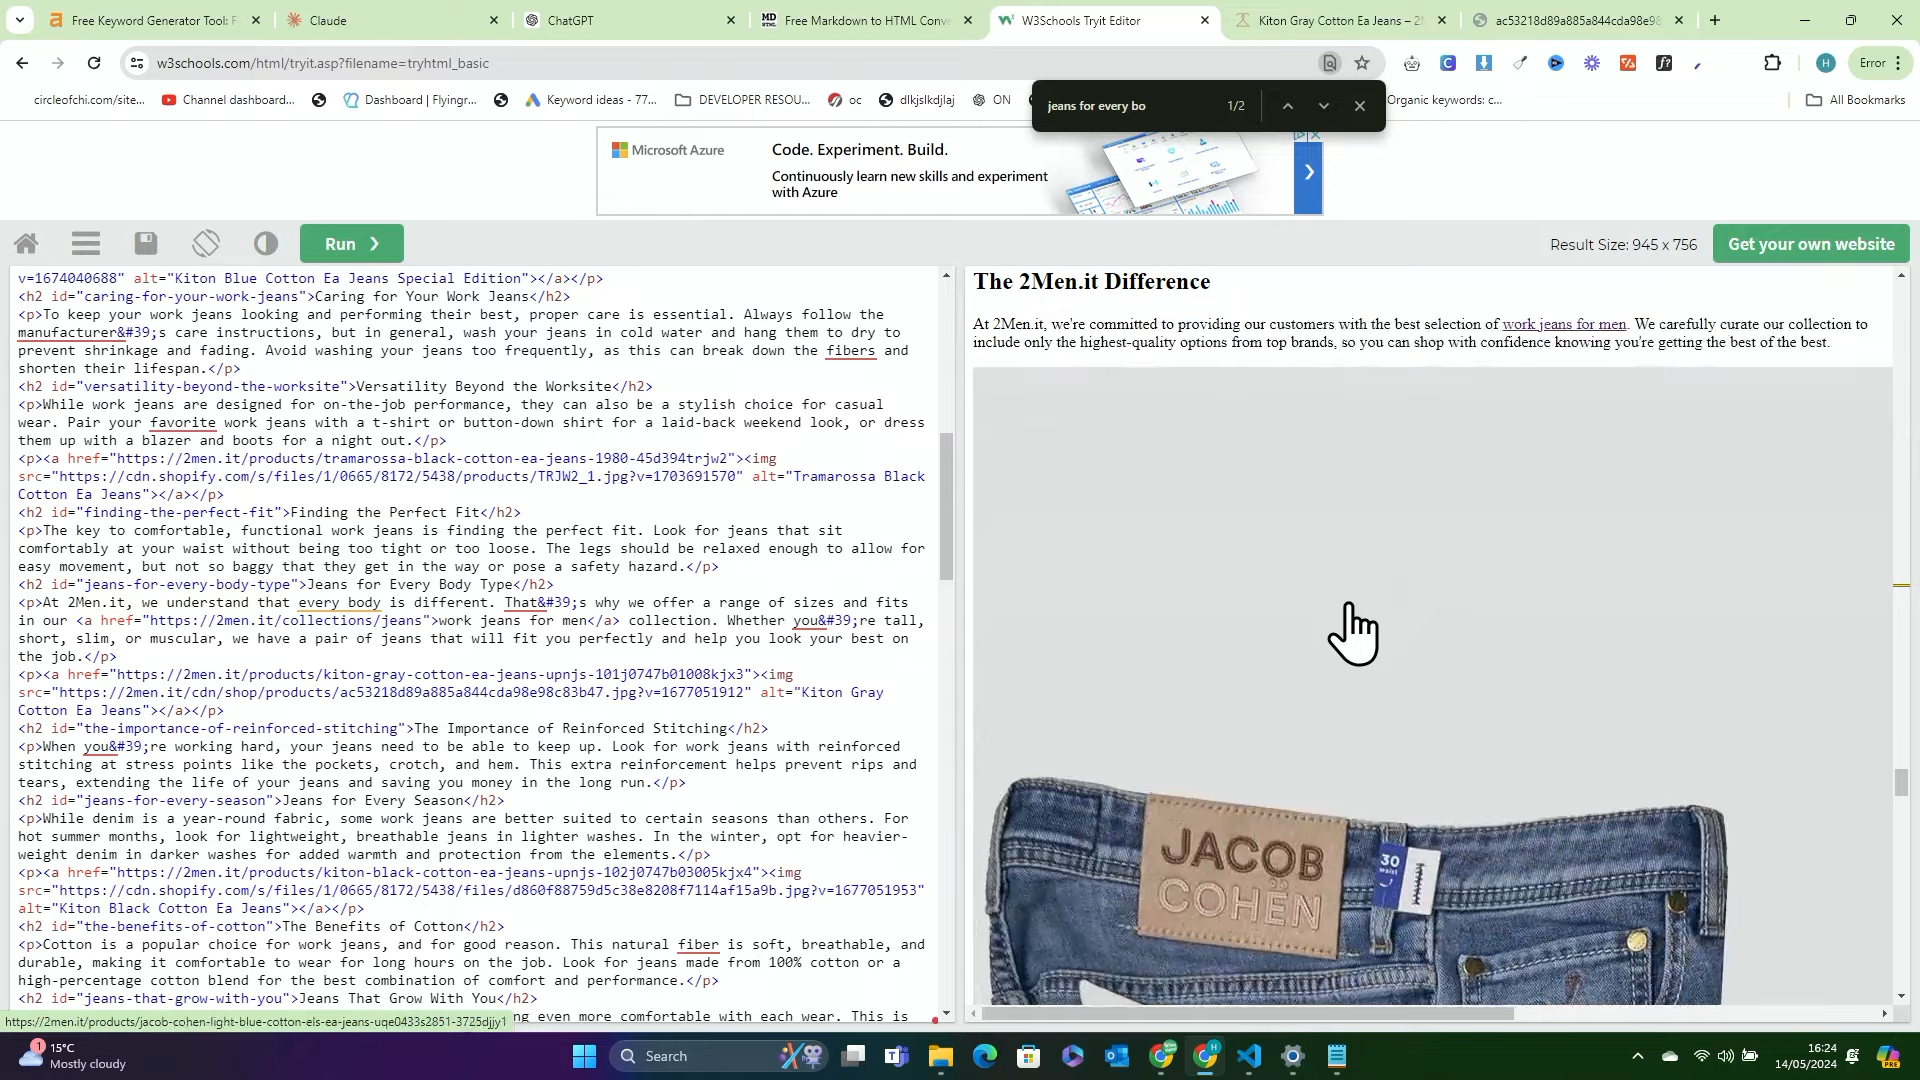 Free Keyword Generator Tool: F
Claude
ChatGPT
Free Markdown to HTML Conve
W3Schools Tryit Editor
Kiton Gray Cotton Ea Jeans – 2
ac53218d89a885a844cda98e98
w3schools.com/html/tryit.asp?filename=tryhtml_basic
Error
circleofchi.com/site...
Channel dashboard...
Dashboard | Flyingr...
Keyword ideas - 77...
DEVELOPER RESOU...
oc
dlkjslkdjlaj
ON
Organic keywords: c...
All Bookmarks
jeans for every bo
1/2
Microsoft Azure
Code. Experiment. Build.
Continuously learn new skills and experiment
with Azure
Run ❯
Result Size: 945 x 756
Get your own website
v=1674040688" alt="Kiton Blue Cotton Ea Jeans Special Edition"></a></p>
<h2 id="caring-for-your-work-jeans">Caring for Your Work Jeans</h2>
<p>To keep your work jeans looking and performing their best, proper care is essential. Always follow the
manufacturer&#39;s care instructions, but in general, wash your jeans in cold water and hang them to dry to
prevent shrinkage and fading. Avoid washing your jeans too frequently, as this can break down the fibers and
shorten their lifespan.</p>
<h2 id="versatility-beyond-the-worksite">Versatility Beyond the Worksite</h2>
<p>While work jeans are designed for on-the-job performance, they can also be a stylish choice for casual
wear. Pair your favorite work jeans with a t-shirt or button-down shirt for a laid-back weekend look, or dress
them up with a blazer and boots for a night out.</p>
<p><a href="https://2men.it/products/tramarossa-black-cotton-ea-jeans-1980-45d394trjw2"><img
src="https://cdn.shopify.com/s/files/1/0665/8172/5438/products/TRJW2_1.jpg?v=1703691570" alt="Tramarossa Black
Cotton Ea Jeans"></a></p>
<h2 id="finding-the-perfect-fit">Finding the Perfect Fit</h2>
<p>The key to comfortable, functional work jeans is finding the perfect fit. Look for jeans that sit
comfortably at your waist without being too tight or too loose. The legs should be relaxed enough to allow for
easy movement, but not so baggy that they get in the way or pose a safety hazard.</p>
<h2 id="jeans-for-every-body-type">Jeans for Every Body Type</h2>
<p>At 2Men.it, we understand that every body is different. That&#39;s why we offer a range of sizes and fits
in our <a href="https://2men.it/collections/jeans">work jeans for men</a> collection. Whether you&#39;re tall,
short, slim, or muscular, we have a pair of jeans that will fit you perfectly and help you look your best on
the job.</p>
<p><a href="https://2men.it/products/kiton-gray-cotton-ea-jeans-upnjs-101j0747b01008kjx3"><img
src="https://2men.it/cdn/shop/products/ac53218d89a885a844cda98e98c83b47.jpg?v=1677051912" alt="Kiton Gray
Cotton Ea Jeans"></a></p>
<h2 id="the-importance-of-reinforced-stitching">The Importance of Reinforced Stitching</h2>
<p>When you&#39;re working hard, your jeans need to be able to keep up. Look for work jeans with reinforced
stitching at stress points like the pockets, crotch, and hem. This extra reinforcement helps prevent rips and
tears, extending the life of your jeans and saving you money in the long run.</p>
<h2 id="jeans-for-every-season">Jeans for Every Season</h2>
<p>While denim is a year-round fabric, some work jeans are better suited to certain seasons than others. For
hot summer months, look for lightweight, breathable jeans in lighter washes. In the winter, opt for heavier-
weight denim in darker washes for added warmth and protection from the elements.</p>
<p><a href="https://2men.it/products/kiton-black-cotton-ea-jeans-upnjs-102j0747b03005kjx4"><img
src="https://cdn.shopify.com/s/files/1/0665/8172/5438/files/d860f88759d5c38e8208f7114af15a9b.jpg?v=1677051953"
alt="Kiton Black Cotton Ea Jeans"></a></p>
<h2 id="the-benefits-of-cotton">The Benefits of Cotton</h2>
<p>Cotton is a popular choice for work jeans, and for good reason. This natural fiber is soft, breathable, and
durable, making it comfortable to wear for long hours on the job. Look for jeans made from 100% cotton or a
high-percentage cotton blend for the best combination of comfort and performance.</p>
<h2 id="jeans-that-grow-with-you">Jeans That Grow With You</h2>
ng even more comfortable with each wear. This is
https://2men.it/products/jacob-cohen-light-blue-cotton-els-ea-jeans-uqe0433s2851-3725djjy1
The 2Men.it Difference
At 2Men.it, we're committed to providing our customers with the best selection of work jeans for men. We carefully curate our collection to
include only the highest-quality options from top brands, so you can shop with confidence knowing you're getting the best of the best.
JACOB
COHËN
30
waist
1
15°C
Mostly cloudy
Search
16:24
14/05/2024